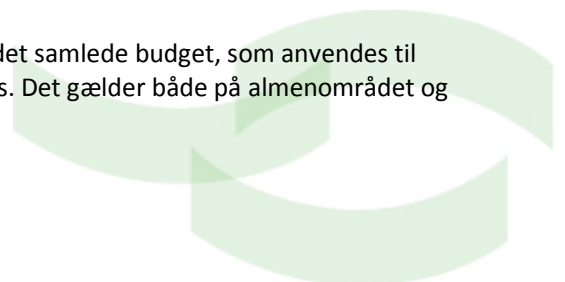 det samlede budget, som anvendes til
s. Det gælder både på almenområdet og